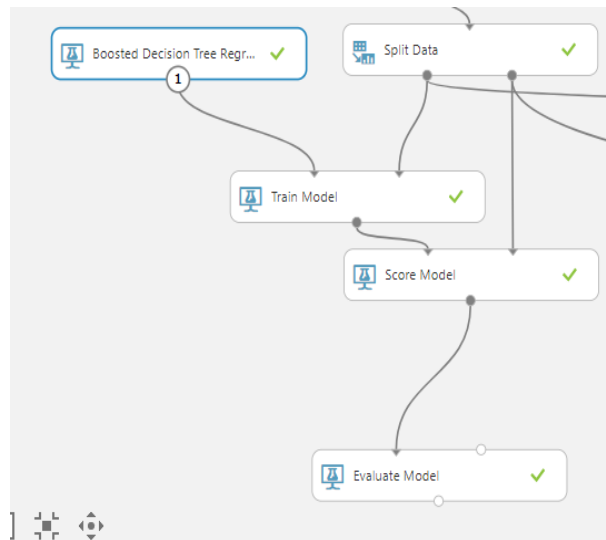 Boosted Decision Tree Regr...
Split Data
1
Train Model
Score Model
Evaluate Model